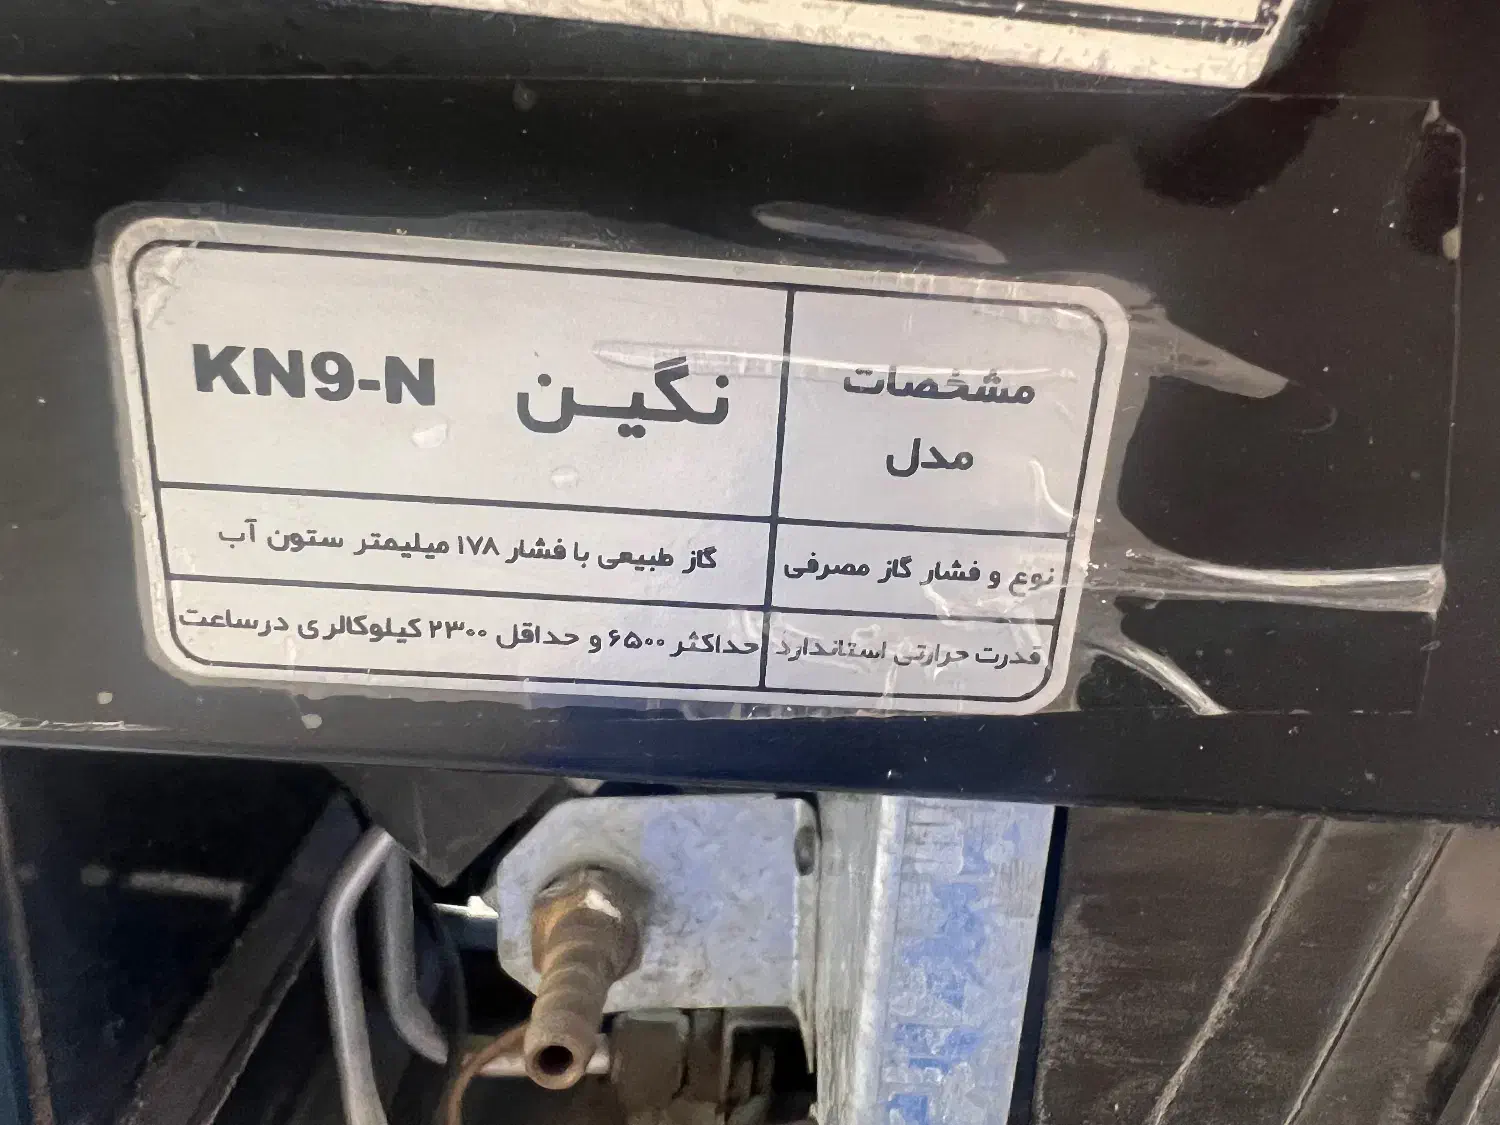 مشخصات
مدل
نگین KN9-N
نوع و فشار گاز مصرفی
گاز طبیعی با فشار ۱۷۸ میلیمتر ستون آب
قدرت حرارتی استاندارد
حداکثر ۶۵۰۰ و حداقل ۲۳۰۰ کیلوکالری درساعت